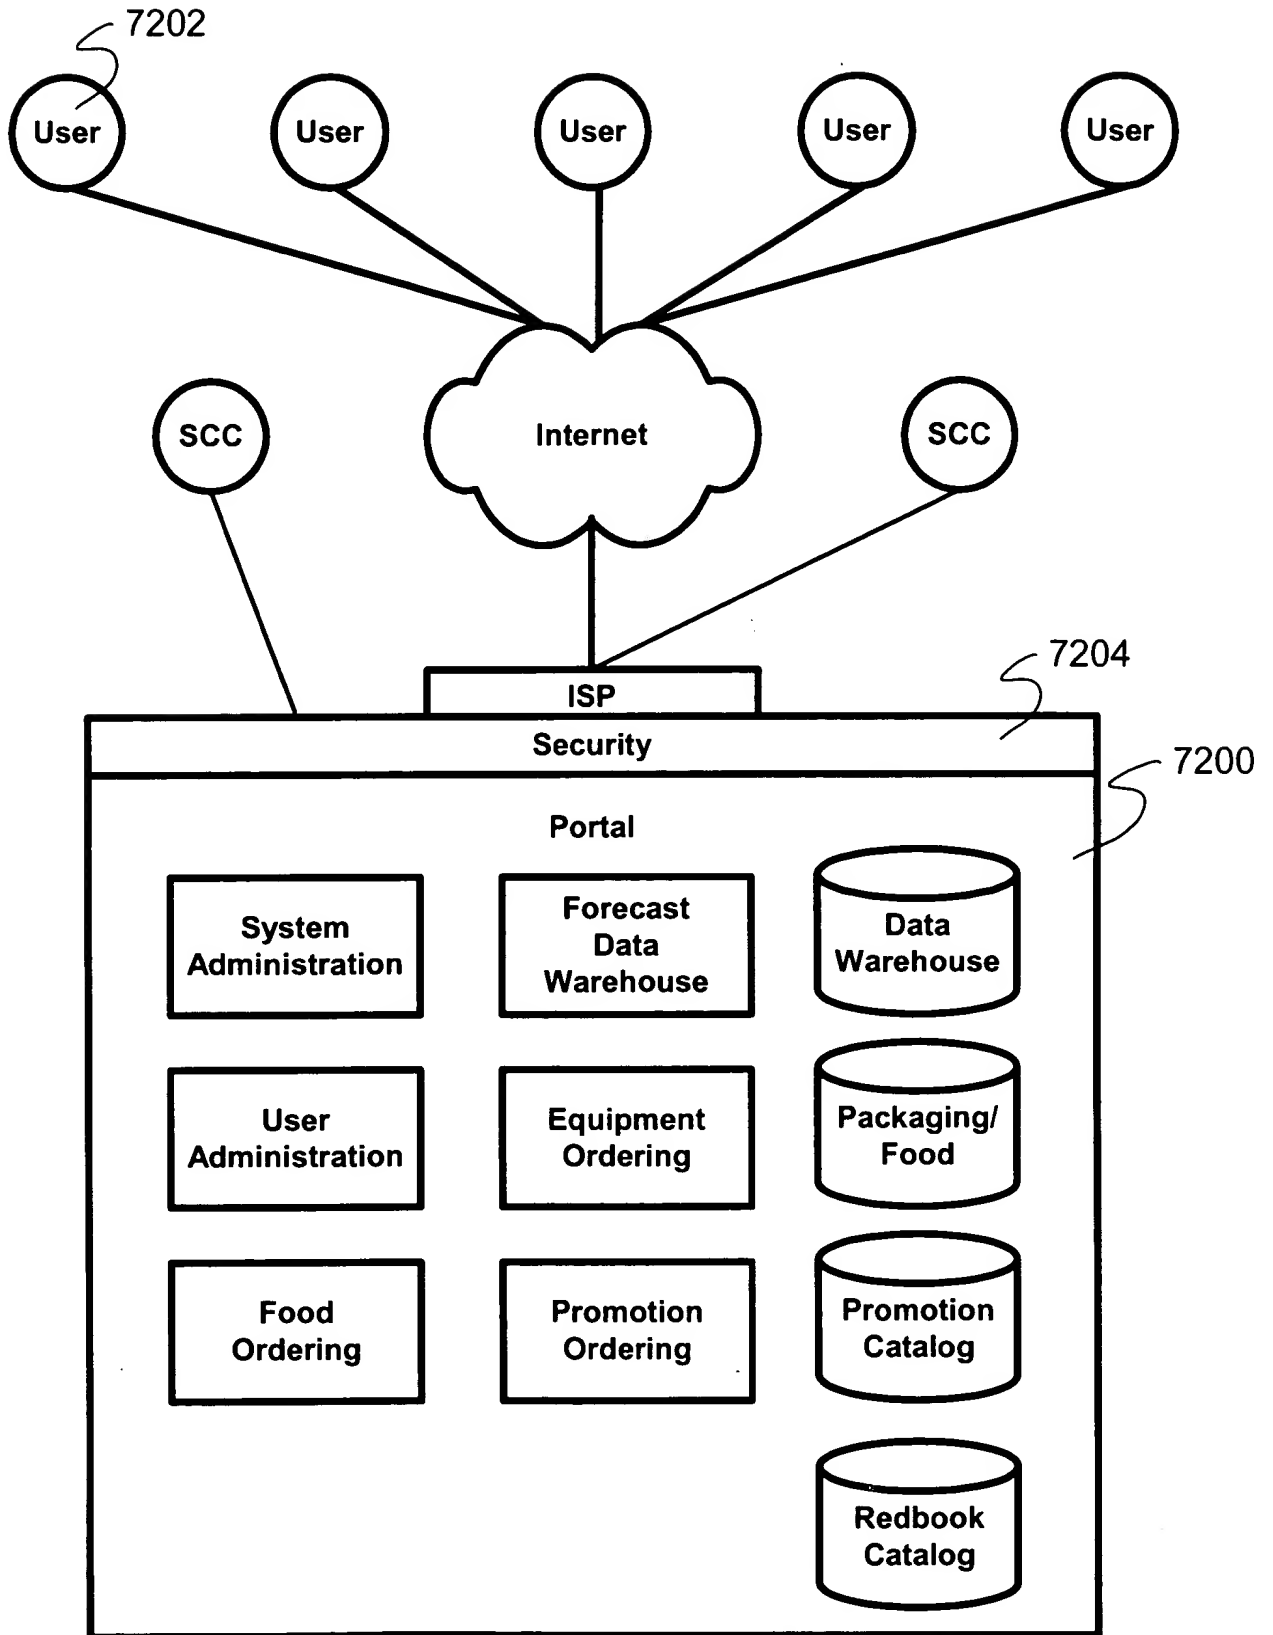 7202
User
User
User
User
User
SCC
Internet
SCC
ISP
7204
Security
7200
Portal
System
Administration
Forecast
Data
Warehouse
Data
Warehouse
User
Administration
Equipment
Ordering
Packaging/
Food
Food
Ordering
Promotion
Ordering
Promotion
Catalog
Redbook
Catalog